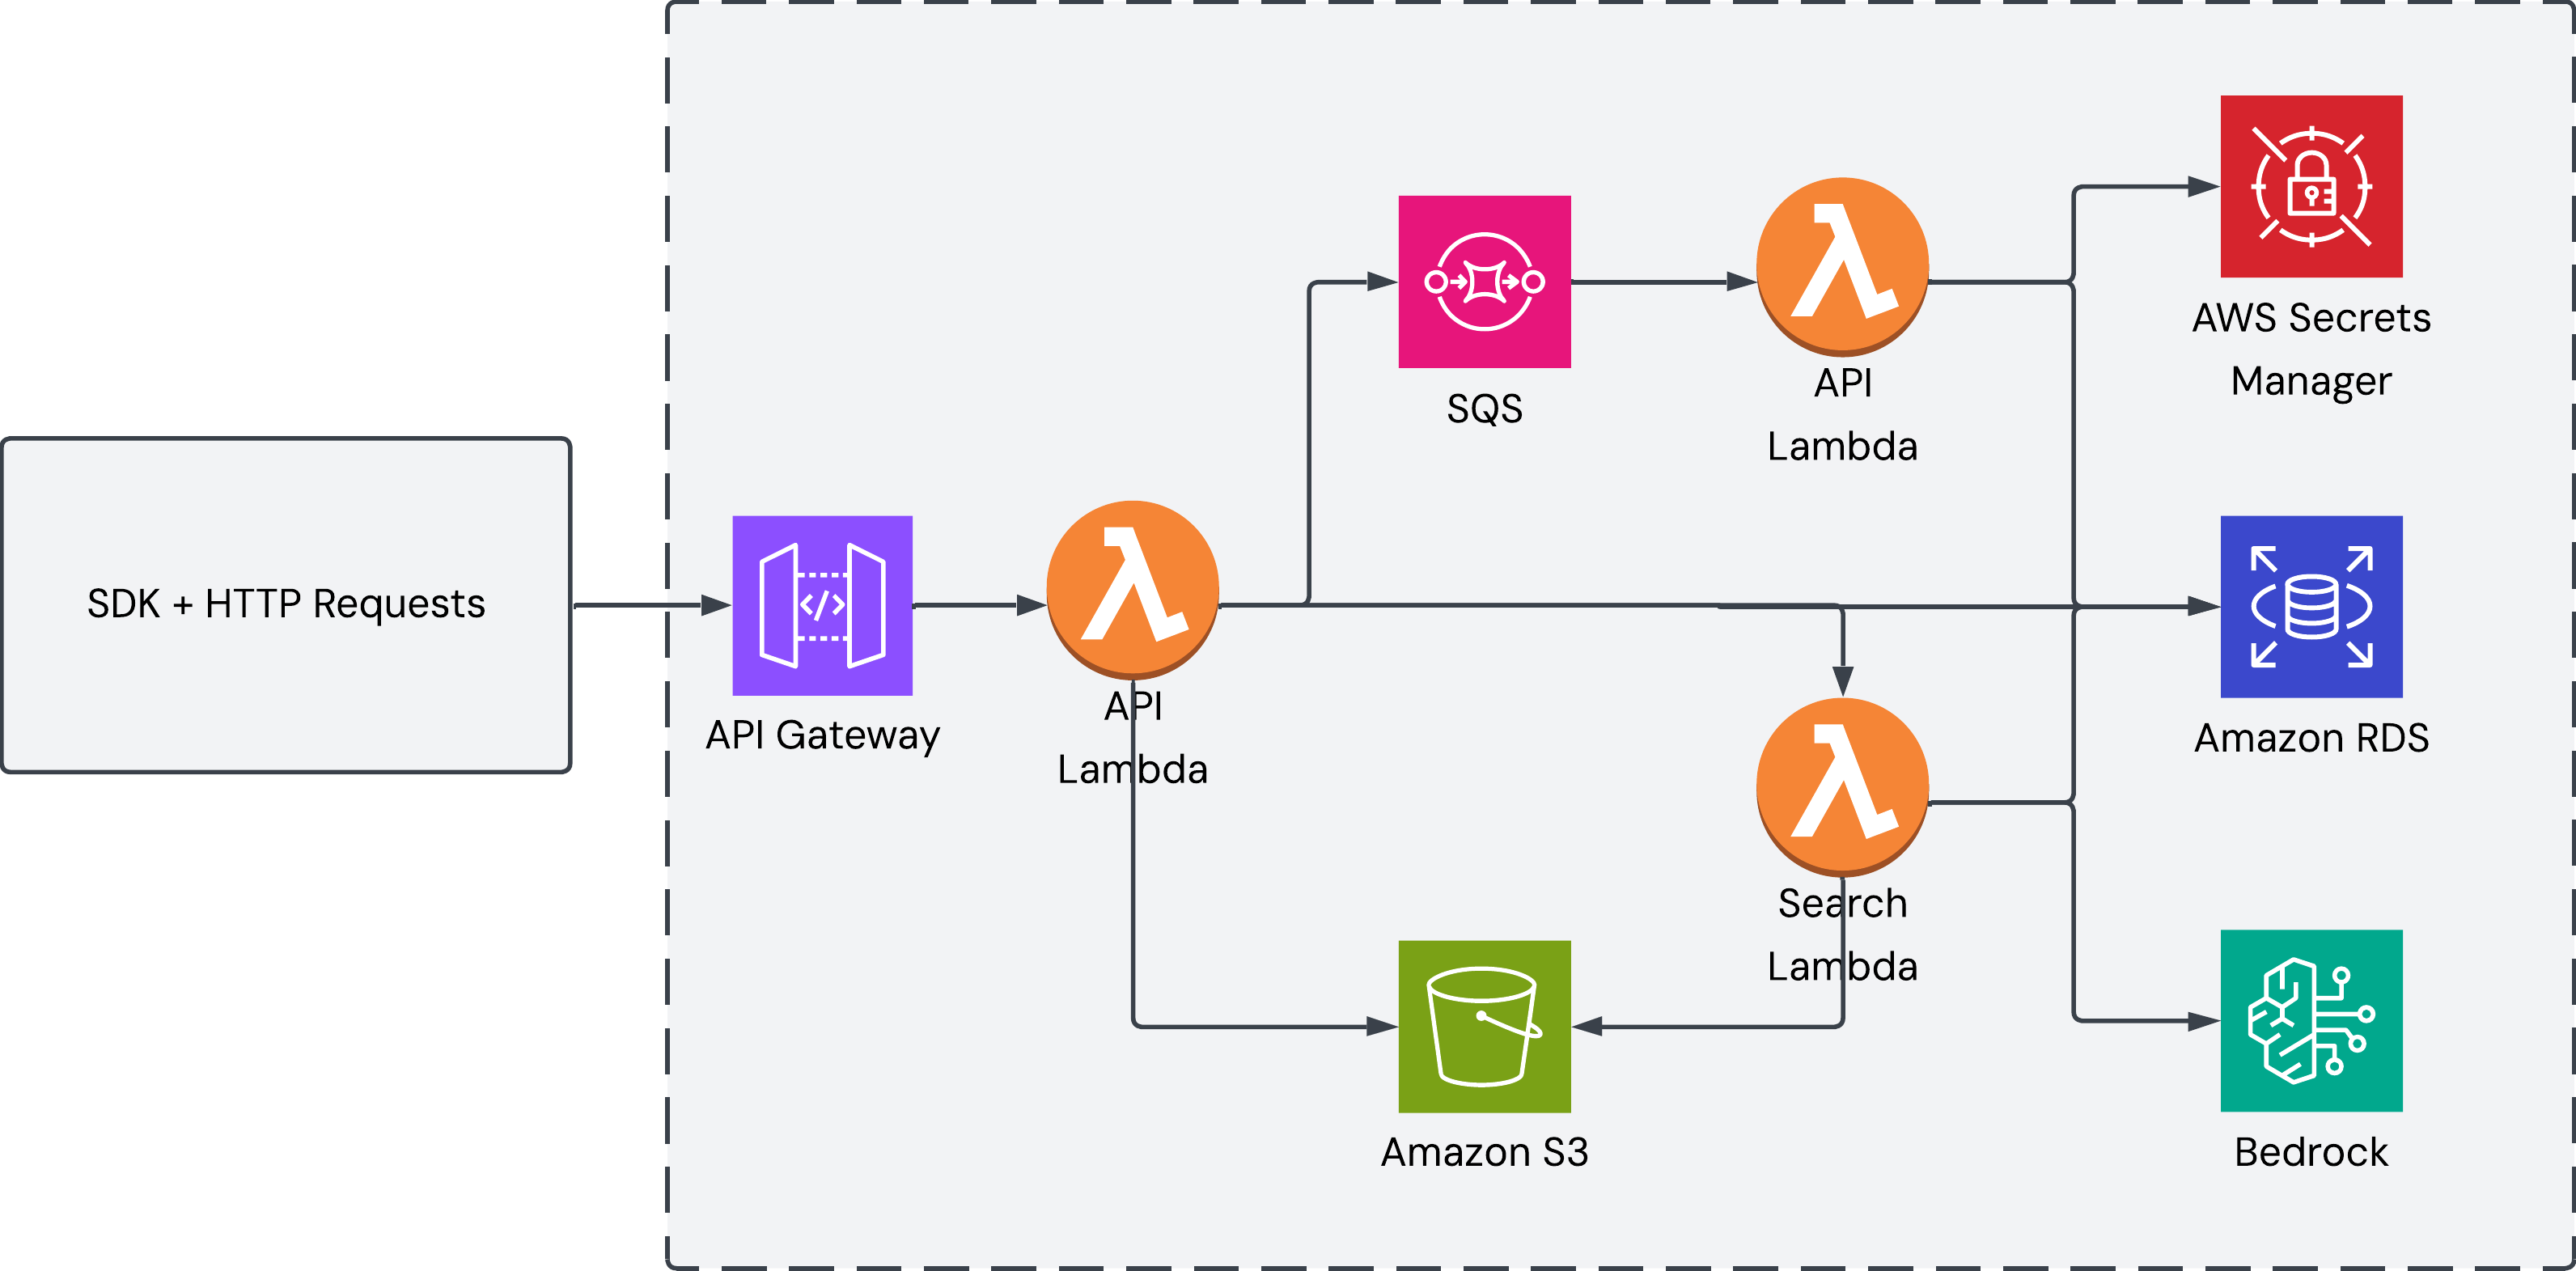 SDK + HTTP Requests
API Gateway
API
Lambda
SQS
API
Lambda
Search
Lambda
Amazon S3
AWS Secrets
Manager
Amazon RDS
Bedrock